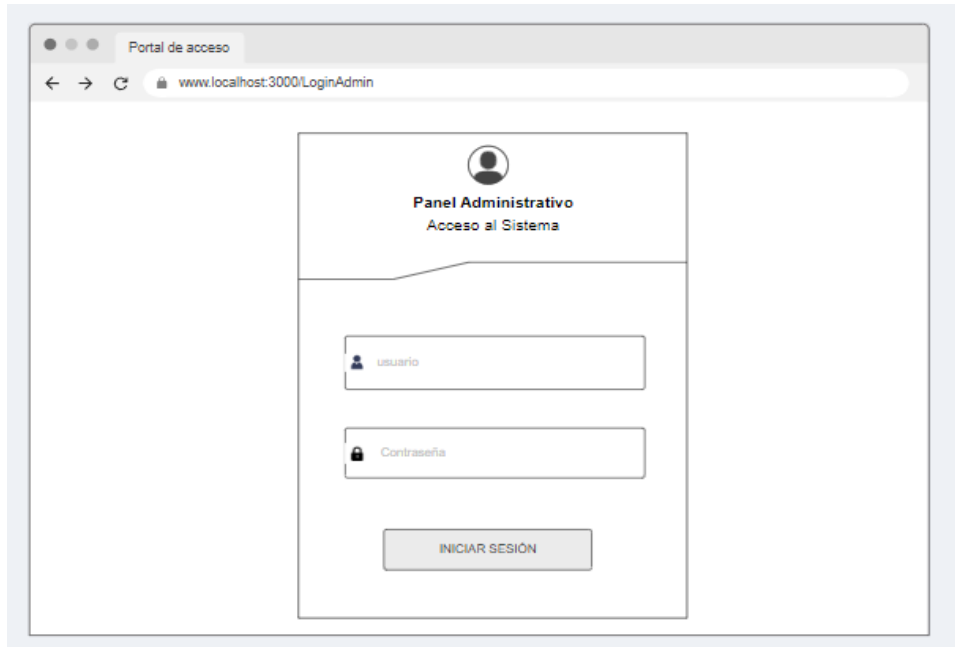 Portal de acceso
www.localhost:3000/LoginAdmin
Panel Administrativo
Acceso al Sistema
usuario
Contraseña
INICIAR SESIÓN